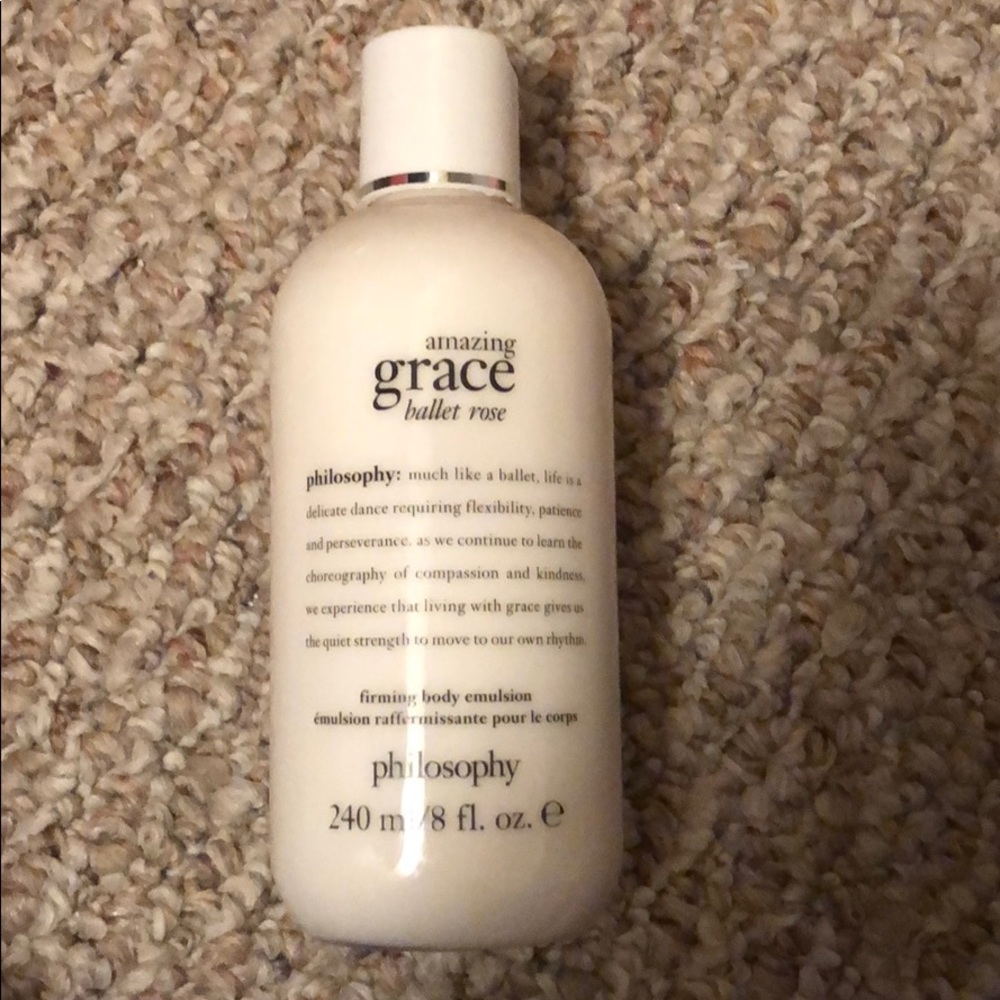 amazing
grace
ballet rose
philosophy: much like a ballet, life is a
delicate dance requiring flexibility, patience
and perseverance. as we continue to learn the
choreography of compassion and kindness,
we experience that living with grace gives us
the quiet strength to move to our own rhythm.
firming body emulsion
émulsion raffermissante pour le corps
philosophy
240 ml/8 fl. oz. ℮